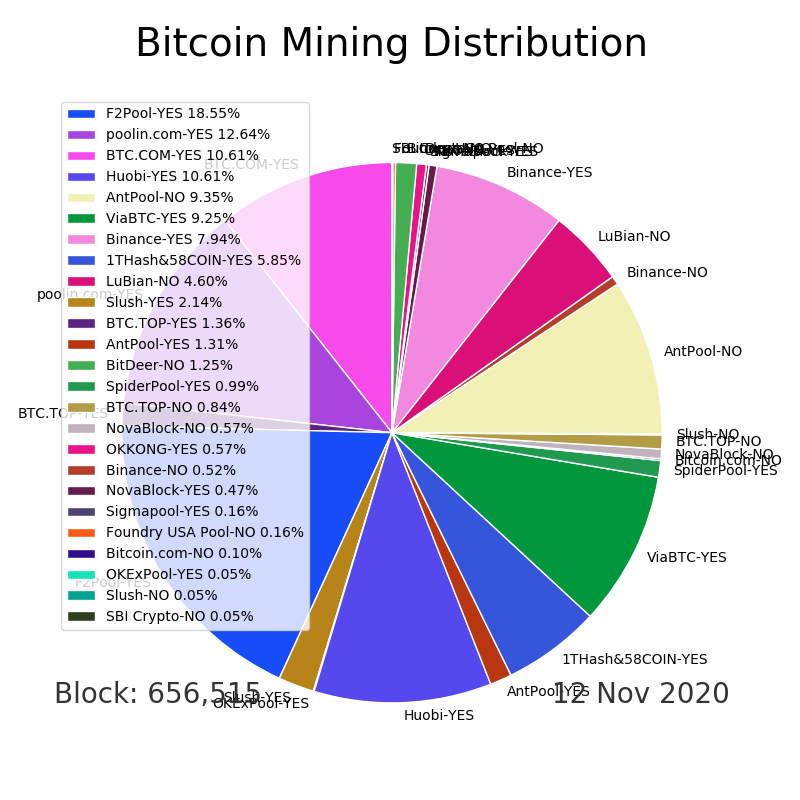 Bitcoin Mining Distribution
F2Pool-YES 18.55%
poolin.com-YES 12.64%
BTC.COM-YES 10.61%
Huobi-YES 10.61%
AntPool-NO 9.35%
ViaBTC-YES 9.25%
Binance-YES 7.94%
1THash&58COIN-YES 5.85%
LuBian-NO 4.60%
Slush-YES 2.14%
BTC.TOP-YES 1.36%
AntPool-YES 1.31%
BitDeer-NO 1.25%
SpiderPool-YES 0.99%
BTC.TOP-NO 0.84%
NovaBlock-NO 0.57%
OKKONG-YES 0.57%
Binance-NO 0.52%
NovaBlock-YES 0.47%
Sigmapool-YES 0.16%
Foundry USA Pool-NO 0.16%
Bitcoin.com-NO 0.10%
OKExPool-YES 0.05%
Slush-NO 0.05%
SBI Crypto-NO 0.05%
BTC.COM-YES
poolin.com-YES
BTC.TOP-YES
F2Pool-YES
Binance-YES
LuBian-NO
Binance-NO
AntPool-NO
Slush-NO
BTC.TOP-NO
NovaBlock-NO
Bitcoin.com-NO
SpiderPool-YES
ViaBTC-YES
1THash&58COIN-YES
AntPool-YES
Huobi-YES
Slush-YES
OKExPool-YES
Block: 656,515
12 Nov 2020